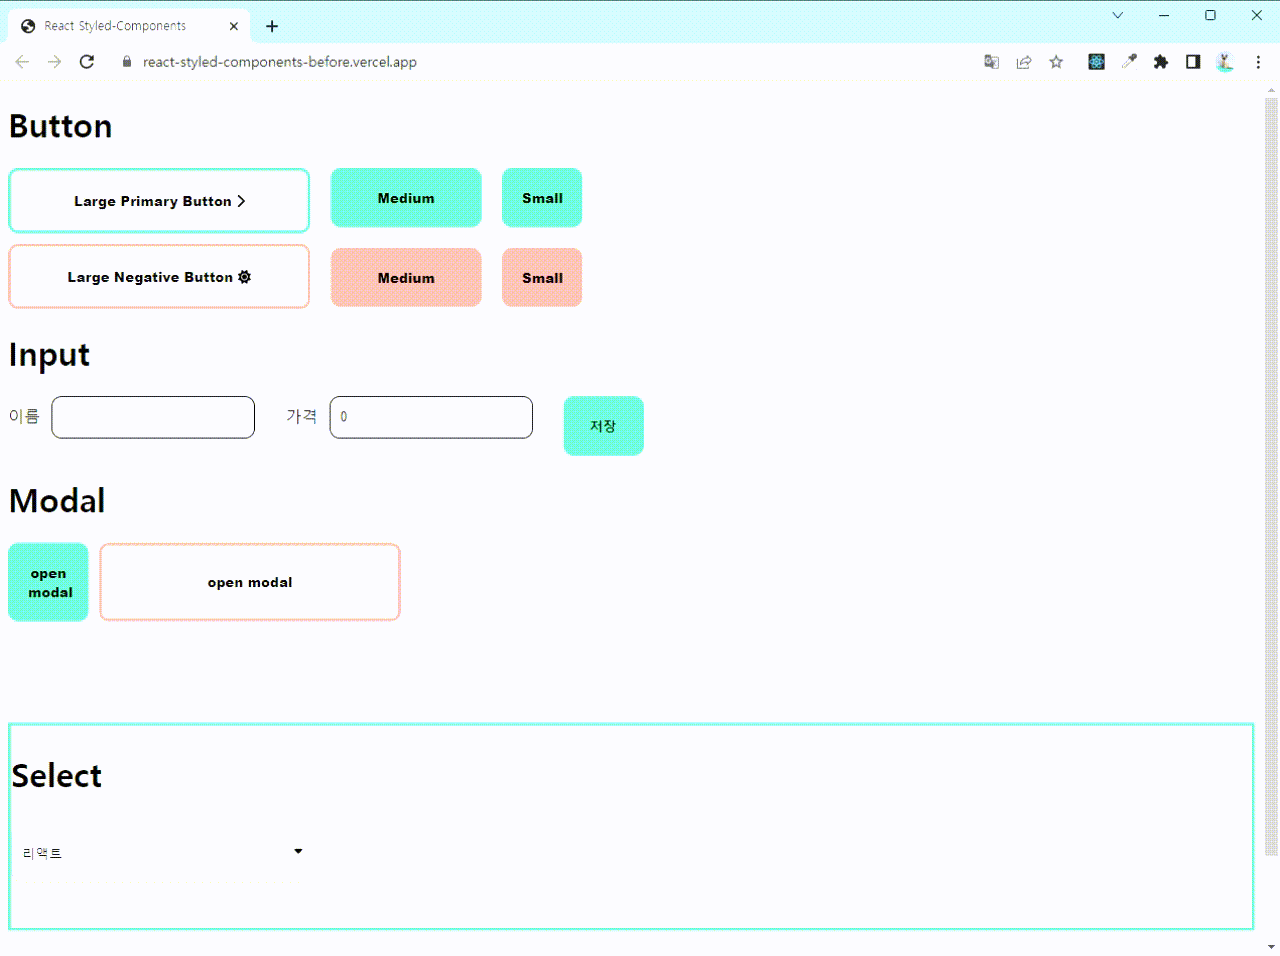 React Styled-Components
react-styled-components-before.vercel.app
Button
Large Primary Button
Medium
Small
Large Negative Button
Medium
Small
Input
이름
가격
0
저장
Modal
open
modal
open modal
Select
리액트